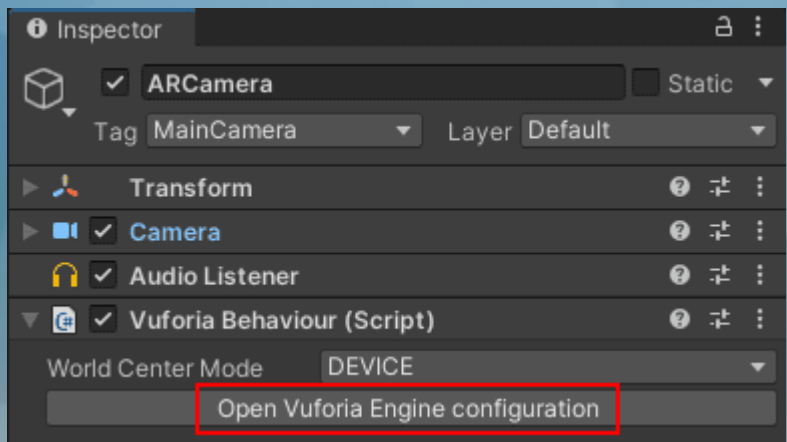 Inspector
ARCamera Static
Tag MainCamera Layer Default
Transform
Camera
Audio Listener
# Vuforia Behaviour (Script)
World Center Mode DEVICE
Open Vuforia Engine configuration